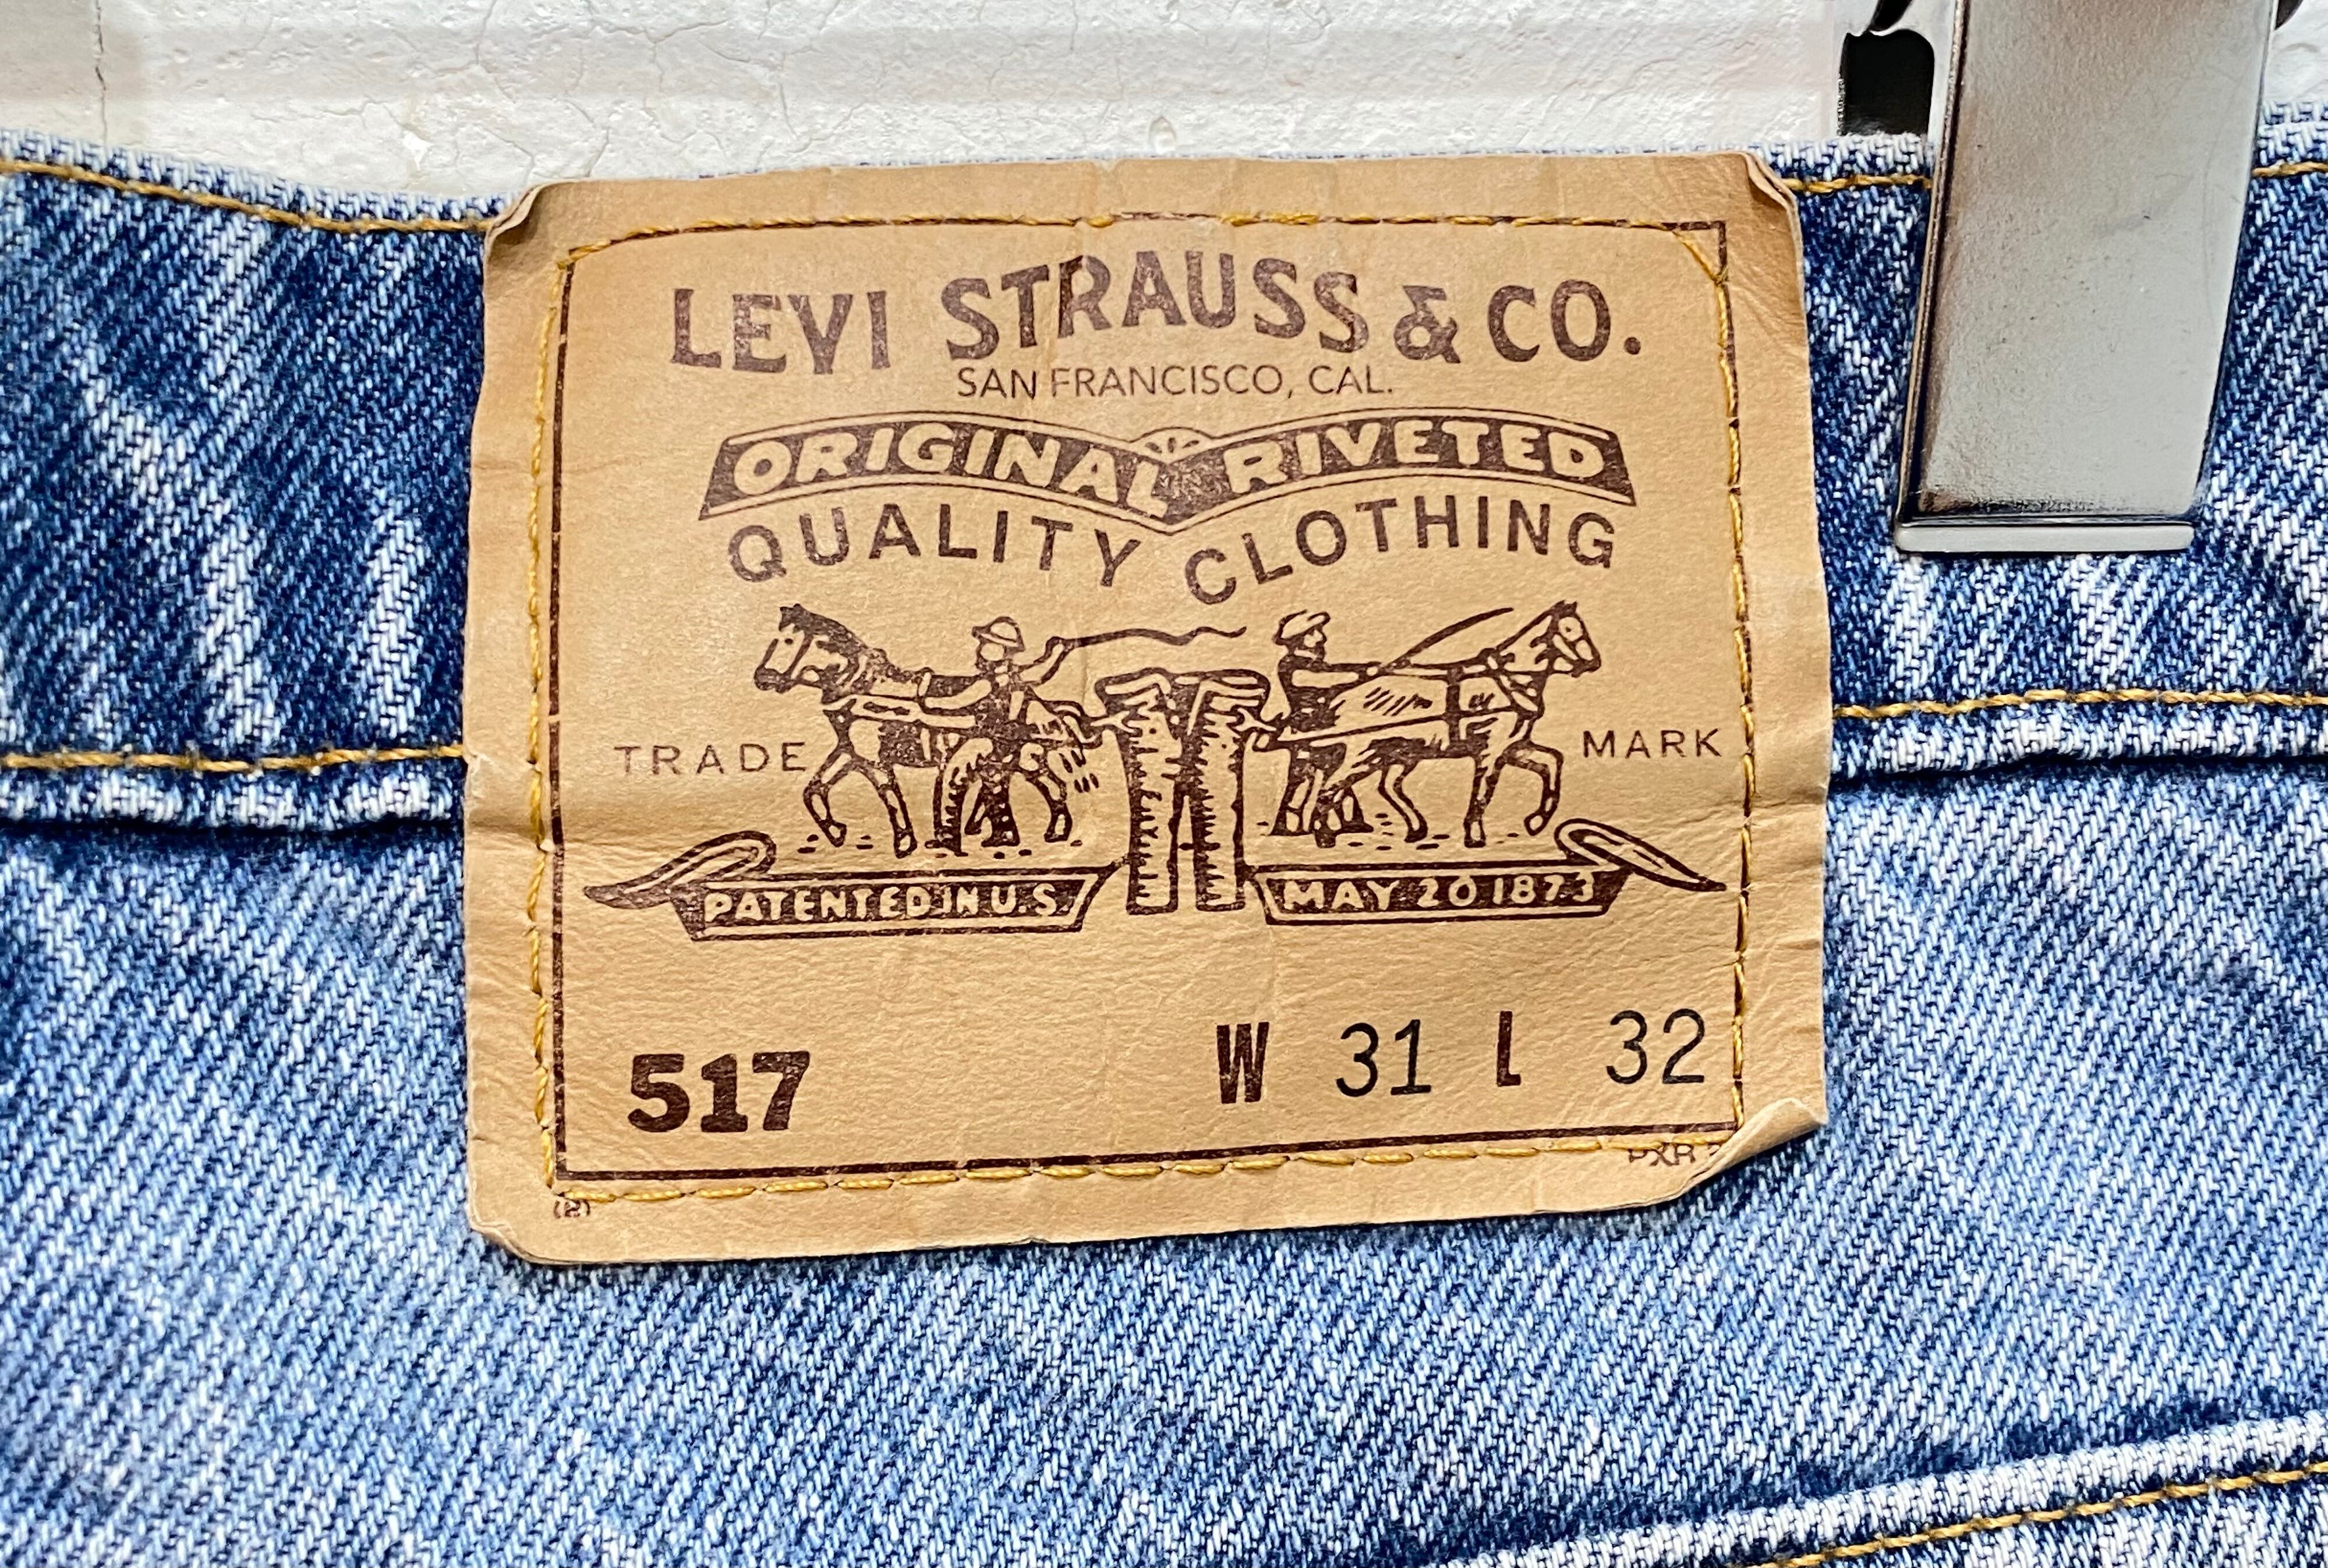 LEVI STRAUSS & CO.
SAN FRANCISCO, CAL.
ORIGINAL RIVETED
QUALITY CLOTHING
TRADE MARK
PATENTED IN U.S. MAY 20 1873
517 W 31 L 32
(2)